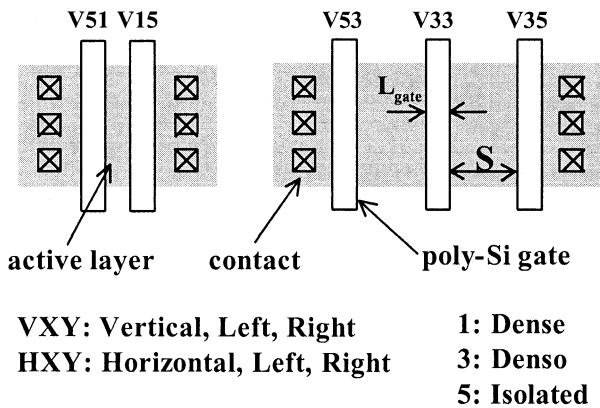 V51 V15 V53 V33 V35
L gate
S
active layer contact poly-Si gate
VXY: Vertical, Left, Right
HXY: Horizontal, Left, Right
1: Dense
3: Denso
5: Isolated